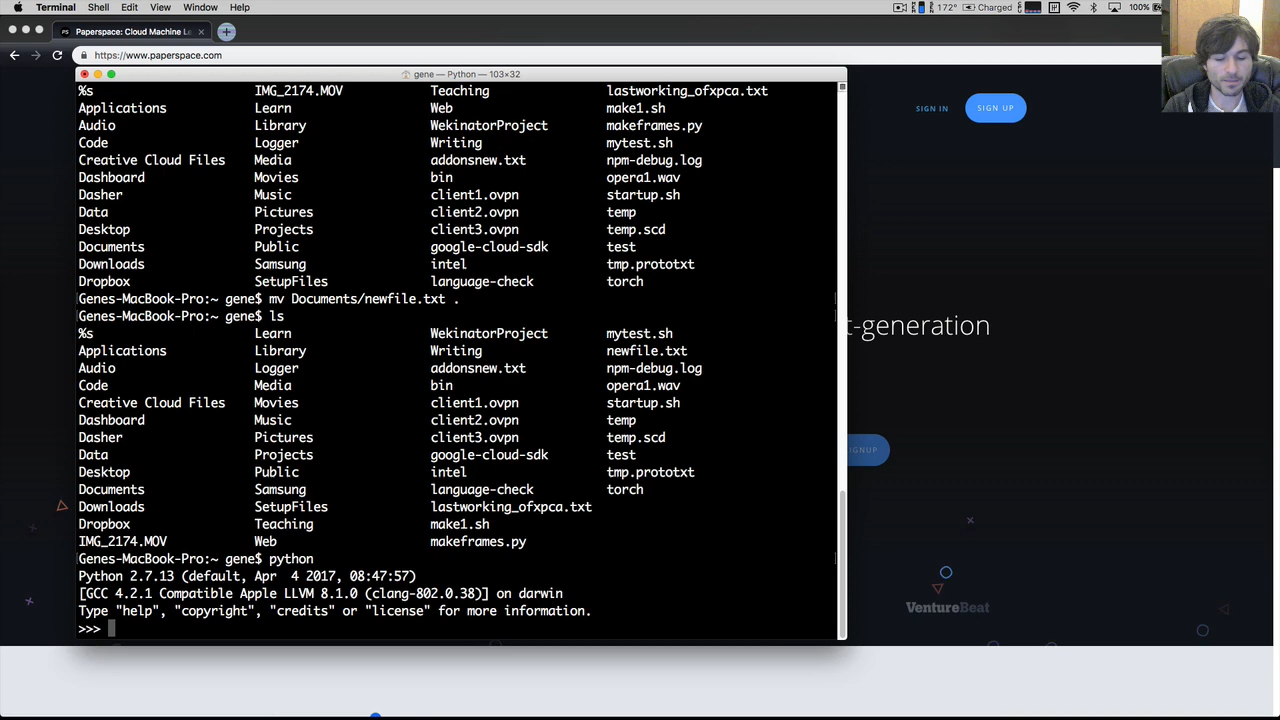 Terminal Shell Edit View Window Help 172° Charged 100%
Paperspace: Cloud Machine Le
https://www.paperspace.com
gene — Python — 103×32
SIGN IN SIGN UP
%s IMG_2174.MOV Teaching lastworking_ofxpca.txt
Applications Learn Web make1.sh
Audio Library WekinatorProject makeframes.py
Code Logger Writing mytest.sh
Creative Cloud Files Media addonsnew.txt npm-debug.log
Dashboard Movies bin opera1.wav
Dasher Music client1.ovpn startup.sh
Data Pictures client2.ovpn temp
Desktop Projects client3.ovpn temp.scd
Documents Public google-cloud-sdk test
Downloads Samsung intel tmp.prototxt
Dropbox SetupFiles language-check torch
Genes-MacBook-Pro:~ gene$ mv Documents/newfile.txt .
Genes-MacBook-Pro:~ gene$ ls
%s Learn WekinatorProject mytest.sh
t-generation
Applications Library Writing newfile.txt
Audio Logger addonsnew.txt npm-debug.log
Code Media bin opera1.wav
Creative Cloud Files Movies client1.ovpn startup.sh
Dashboard Music client2.ovpn temp
Dasher Pictures client3.ovpn temp.scd
Data Projects google-cloud-sdk test
IGNUP
Desktop Public intel tmp.prototxt
Documents Samsung language-check torch
Downloads SetupFiles lastworking_ofxpca.txt
Dropbox Teaching make1.sh
IMG_2174.MOV Web makeframes.py
Genes-MacBook-Pro:~ gene$ python
Python 2.7.13 (default, Apr  4 2017, 08:47:57)
[GCC 4.2.1 Compatible Apple LLVM 8.1.0 (clang-802.0.38)] on darwin
Type "help", "copyright", "credits" or "license" for more information.
>>>
VentureBeat